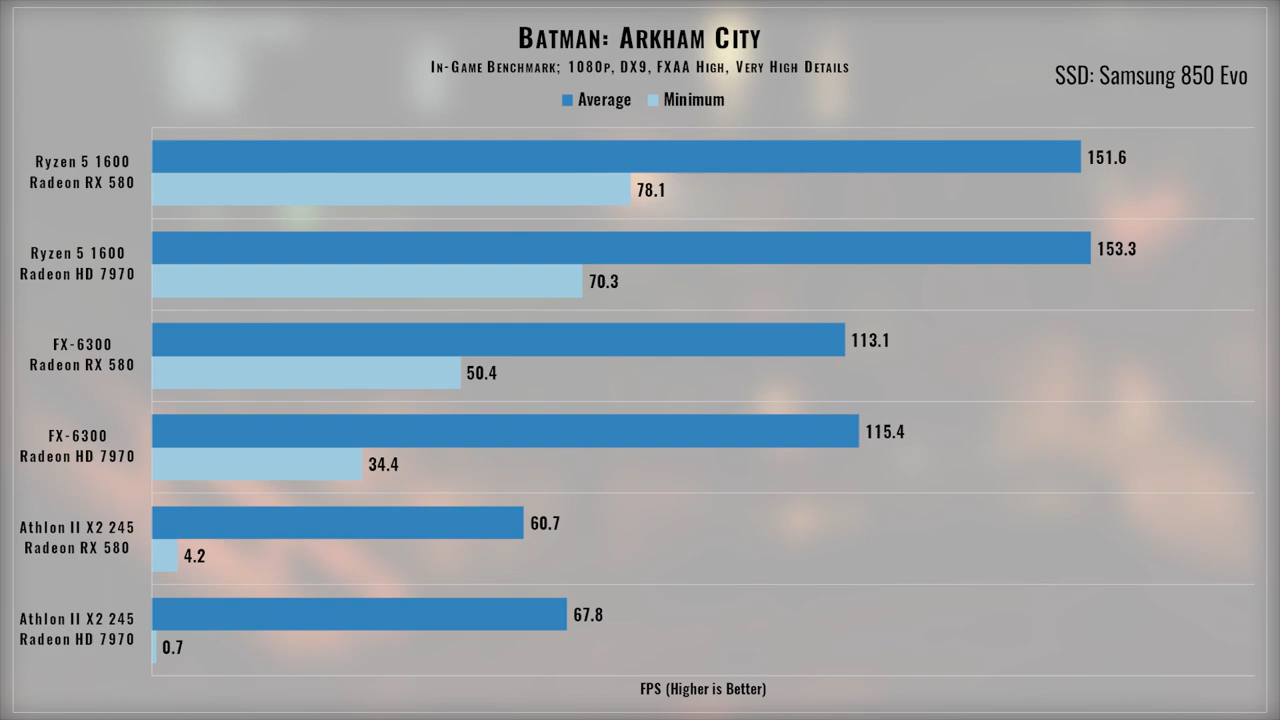 Batman: Arkham City
In-Game Benchmark; 1080p, DX9, FXAA High, Very High Details
SSD: Samsung 850 Evo
Average Minimum
Ryzen 5 1600
Radeon RX 580
151.6
78.1
Ryzen 5 1600
Radeon HD 7970
153.3
70.3
FX-6300
Radeon RX 580
113.1
50.4
FX-6300
Radeon HD 7970
115.4
34.4
Athlon II X2 245
Radeon RX 580
60.7
4.2
Athlon II X2 245
Radeon HD 7970
67.8
0.7
FPS (Higher is Better)